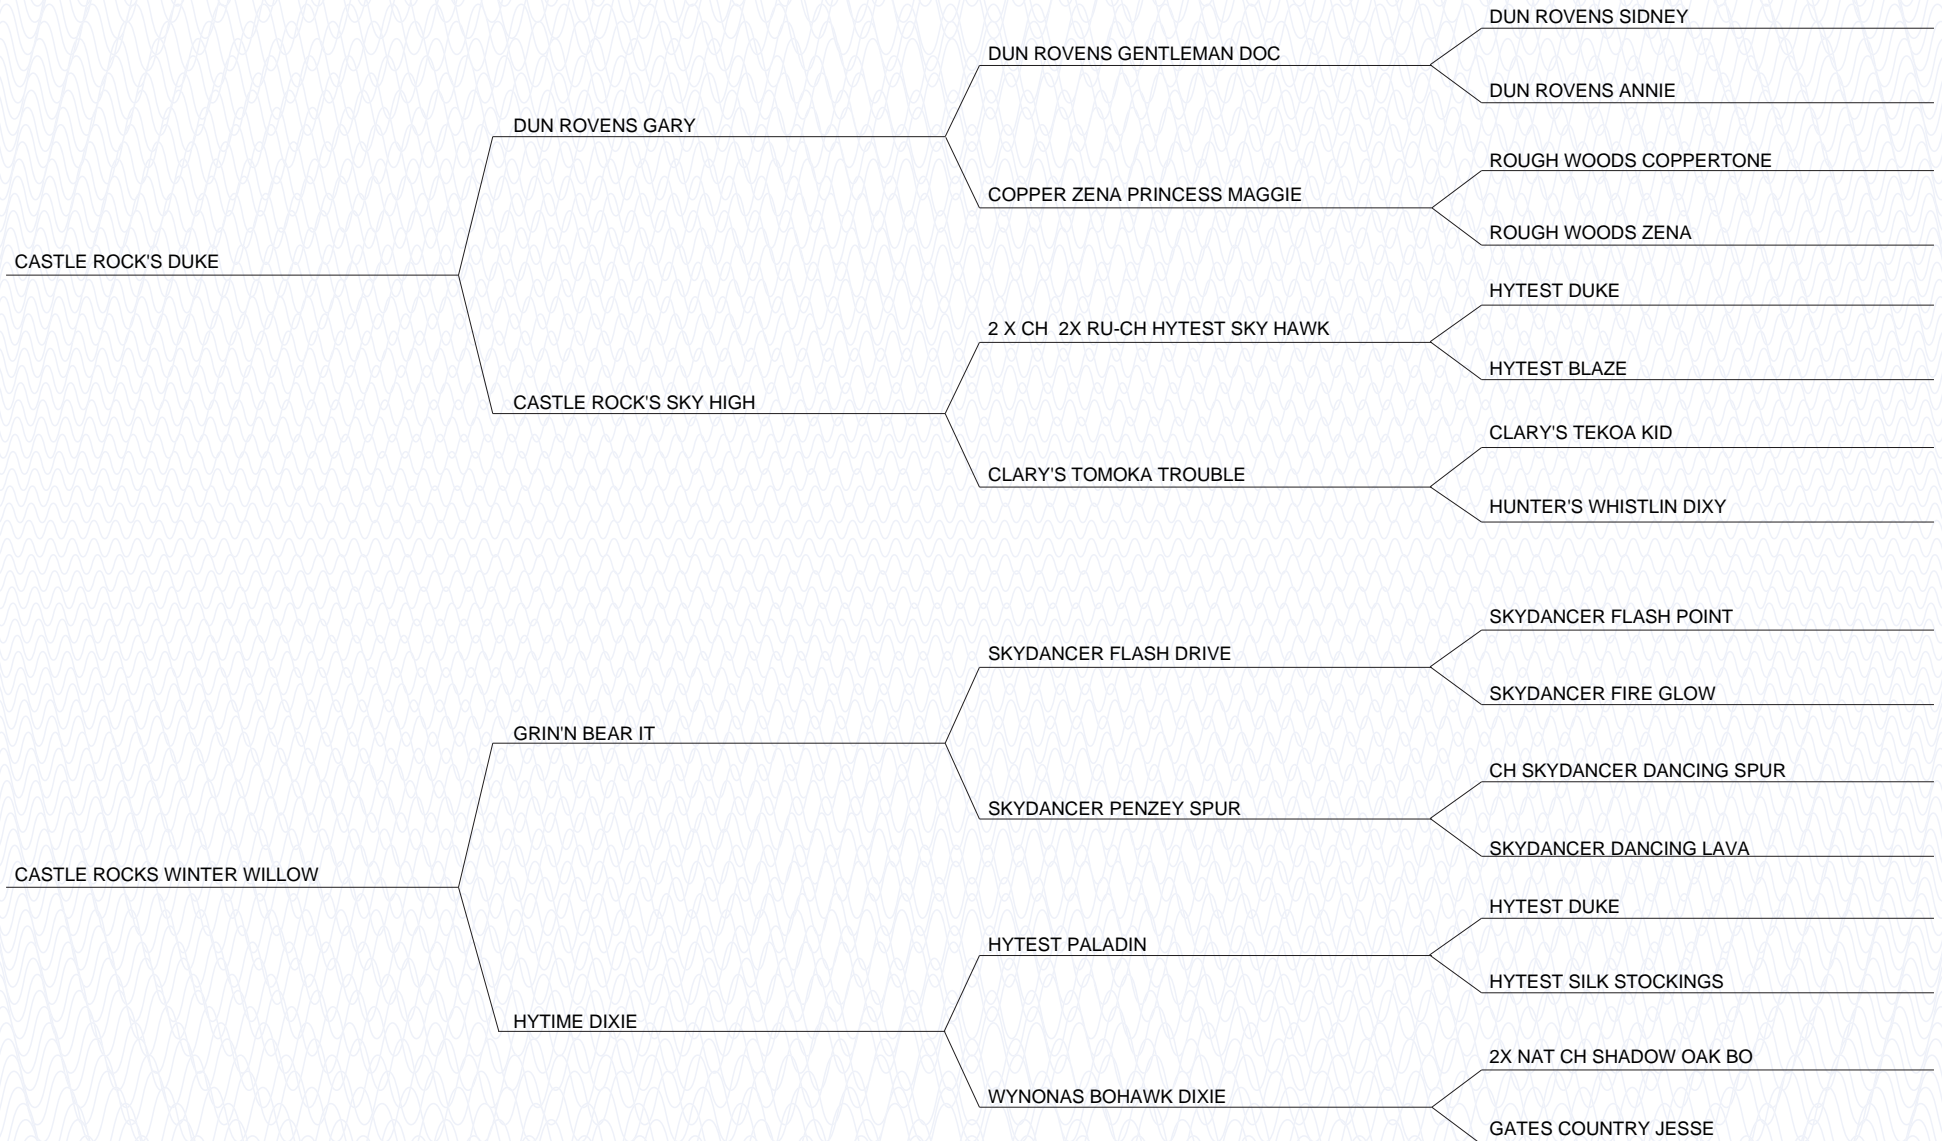 DUN ROVENS SIDNEY
DUN ROVENS GENTLEMAN DOC
DUN ROVENS ANNIE
DUN ROVENS GARY
ROUGH WOODS COPPERTONE
COPPER ZENA PRINCESS MAGGIE
ROUGH WOODS ZENA
CASTLE ROCK'S DUKE
HYTEST DUKE
2 X CH  2X RU-CH HYTEST SKY HAWK
HYTEST BLAZE
CASTLE ROCK'S SKY HIGH
CLARY'S TEKOA KID
CLARY'S TOMOKA TROUBLE
HUNTER'S WHISTLIN DIXY
SKYDANCER FLASH POINT
SKYDANCER FLASH DRIVE
SKYDANCER FIRE GLOW
GRIN'N BEAR IT
CH SKYDANCER DANCING SPUR
SKYDANCER PENZEY SPUR
SKYDANCER DANCING LAVA
CASTLE ROCKS WINTER WILLOW
HYTEST DUKE
HYTEST PALADIN
HYTEST SILK STOCKINGS
HYTIME DIXIE
2X NAT CH SHADOW OAK BO
WYNONAS BOHAWK DIXIE
GATES COUNTRY JESSE